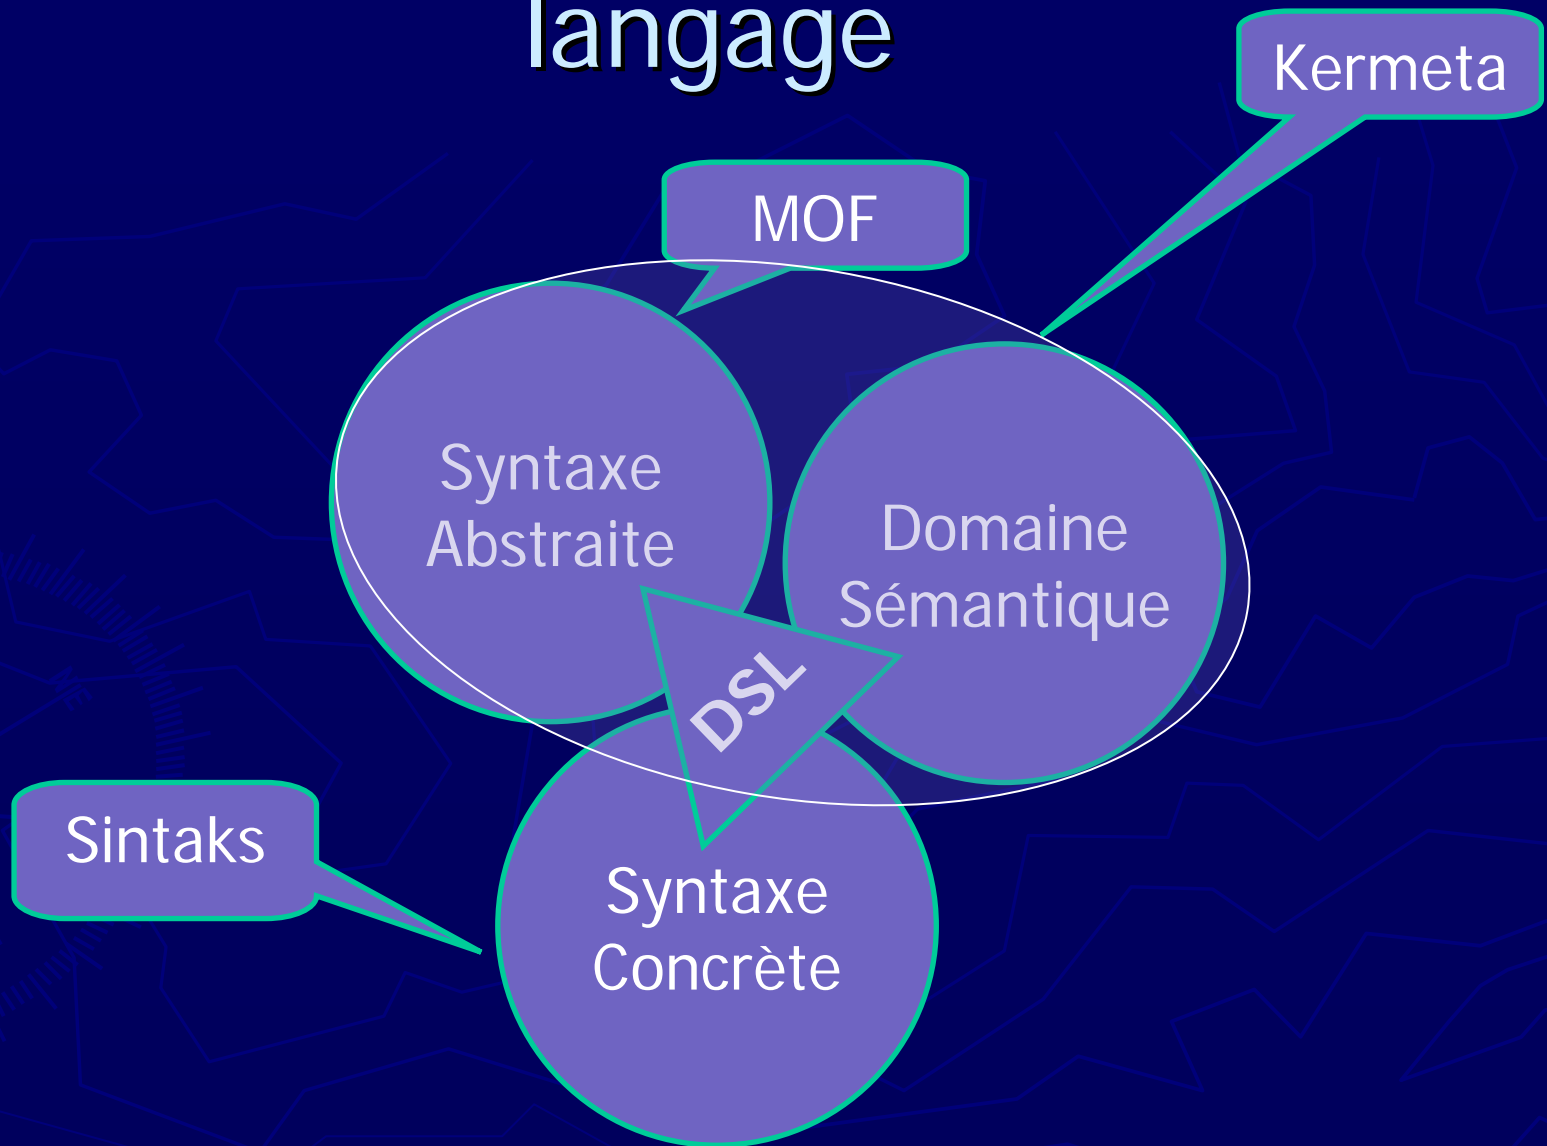 langage
Kermeta
MOF
Syntaxe
Abstraite
Domaine
Sémantique
DSL
Sintaks
Syntaxe
Concrète